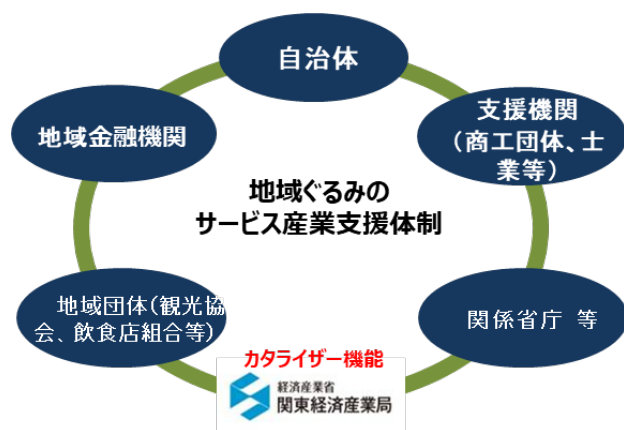 自治体
地域金融機関
支援機関
（商工団体、士
業等）
地域ぐるみの
サービス産業支援体制
地域団体（観光協
会、飲食店組合等）
関係省庁 等
カタライザー機能
経済産業省
関東経済産業局